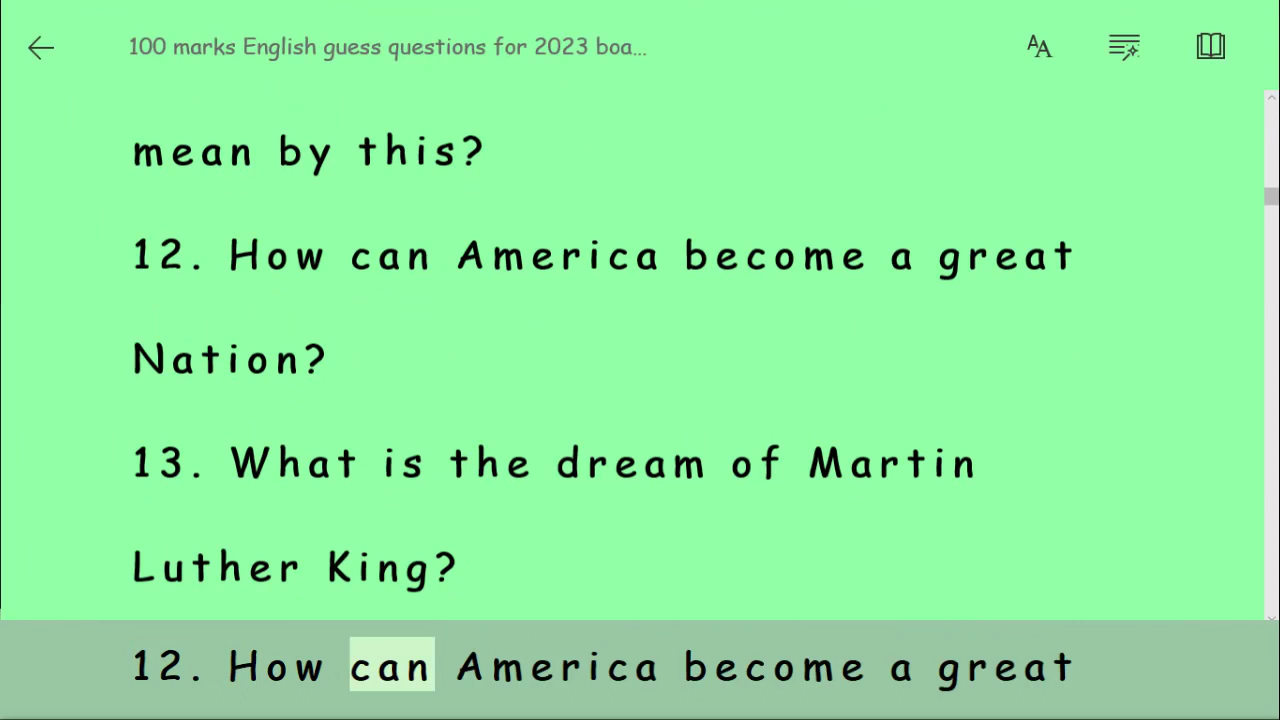 100 marks English guess questions for 2023 boa...
mean by this?
12. How can America become a great
Nation?
13. What is the dream of Martin
Luther King?
12. How can America become a great